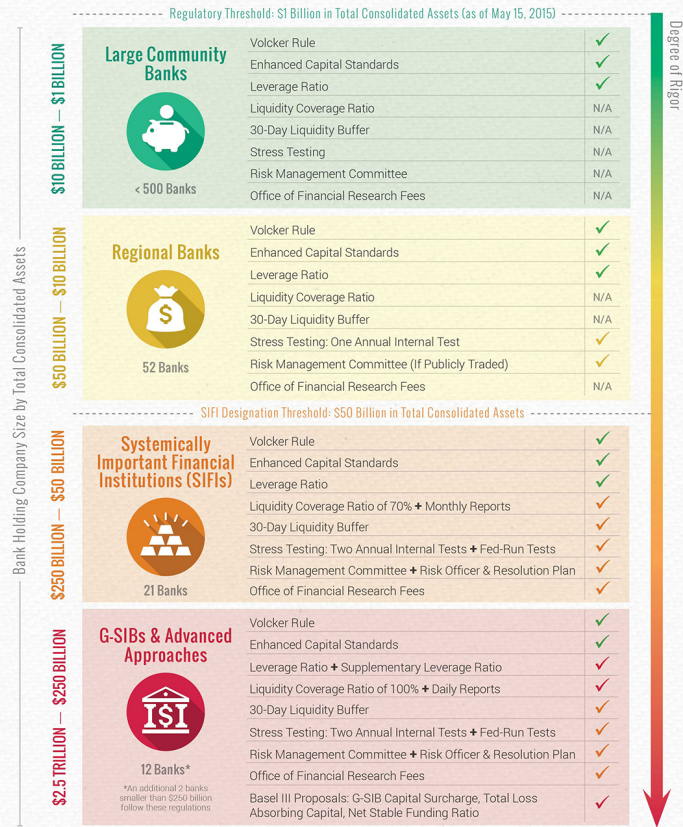 Regulatory Threshold: $1 Billion in Total Consolidated Assets (as of May 15, 2015)
Degree of Rigor
Bank Holding Company Size by Total Consolidated Assets
$10 BILLION — $1 BILLION
Large Community
Banks
< 500 Banks
Volcker Rule ✓
Enhanced Capital Standards ✓
Leverage Ratio ✓
Liquidity Coverage Ratio N/A
30-Day Liquidity Buffer N/A
Stress Testing N/A
Risk Management Committee N/A
Office of Financial Research Fees N/A
$50 BILLION — $10 BILLION
Regional Banks
52 Banks
Volcker Rule ✓
Enhanced Capital Standards ✓
Leverage Ratio ✓
Liquidity Coverage Ratio N/A
30-Day Liquidity Buffer N/A
Stress Testing: One Annual Internal Test ✓
Risk Management Committee (If Publicly Traded) ✓
Office of Financial Research Fees N/A
SIFI Designation Threshold: $50 Billion in Total Consolidated Assets
$250 BILLION — $50 BILLION
Systemically
Important Financial
Institutions (SIFIs)
21 Banks
Volcker Rule ✓
Enhanced Capital Standards ✓
Leverage Ratio ✓
Liquidity Coverage Ratio of 70% + Monthly Reports ✓
30-Day Liquidity Buffer ✓
Stress Testing: Two Annual Internal Tests + Fed-Run Tests ✓
Risk Management Committee + Risk Officer & Resolution Plan ✓
Office of Financial Research Fees ✓
$2.5 TRILLION — $250 BILLION
G-SIBs & Advanced
Approaches
12 Banks*
*An additional 2 banks
smaller than $250 billion
follow these regulations
Volcker Rule ✓
Enhanced Capital Standards ✓
Leverage Ratio + Supplementary Leverage Ratio ✓
Liquidity Coverage Ratio of 100% + Daily Reports ✓
30-Day Liquidity Buffer ✓
Stress Testing: Two Annual Internal Tests + Fed-Run Tests ✓
Risk Management Committee + Risk Officer & Resolution Plan ✓
Office of Financial Research Fees ✓
Basel III Proposals: G-SIB Capital Surcharge, Total Loss
Absorbing Capital, Net Stable Funding Ratio ✓